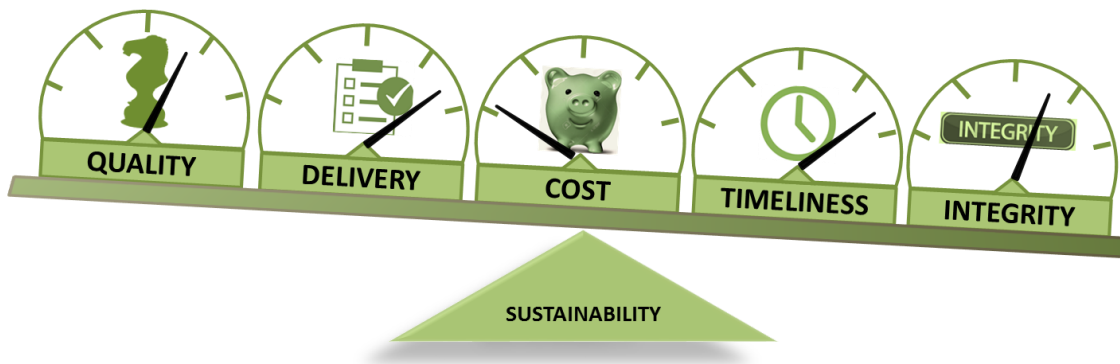 INTEGRITY
QUALITY
DELIVERY
COST
TIMELINESS
INTEGRITY
SUSTAINABILITY